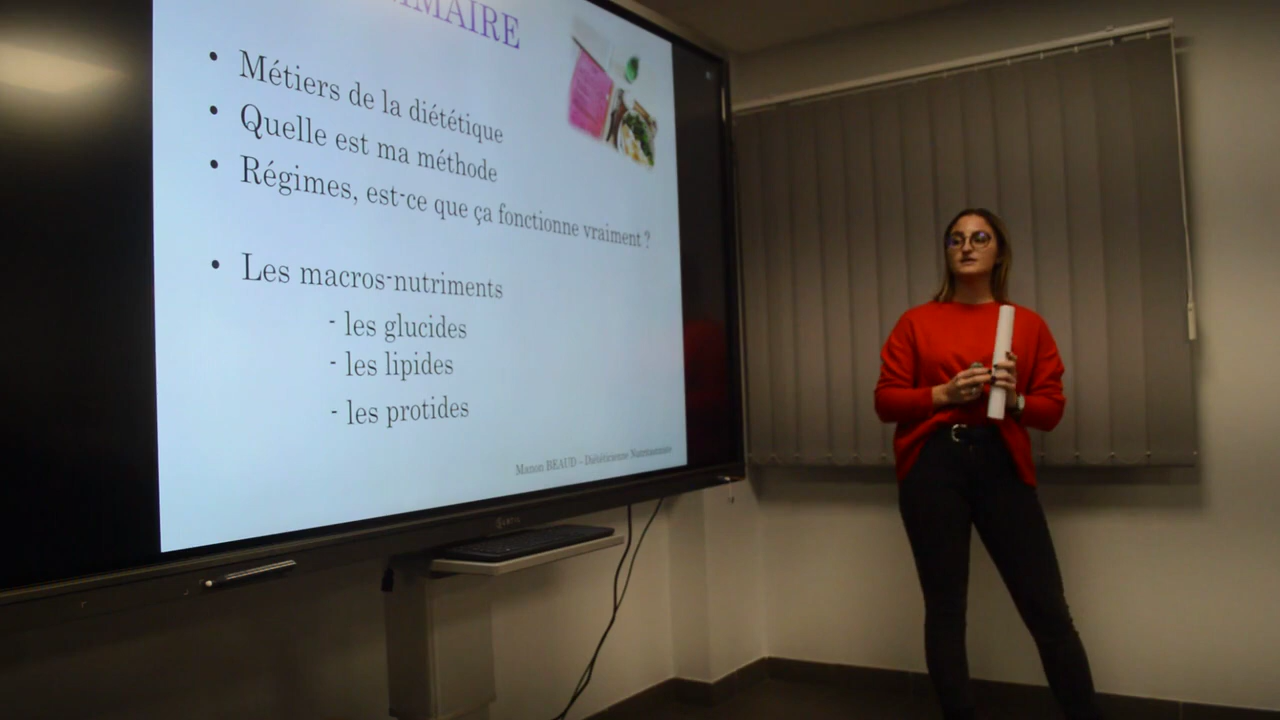 MMAIRE
• Métiers de la diététique
• Quelle est ma méthode
• Régimes, est-ce que ça fonctionne vraiment ?
• Les macros-nutriments
- les glucides
- les lipides
- les protides
Manon BEAUD - Diététicienne Nutritionniste